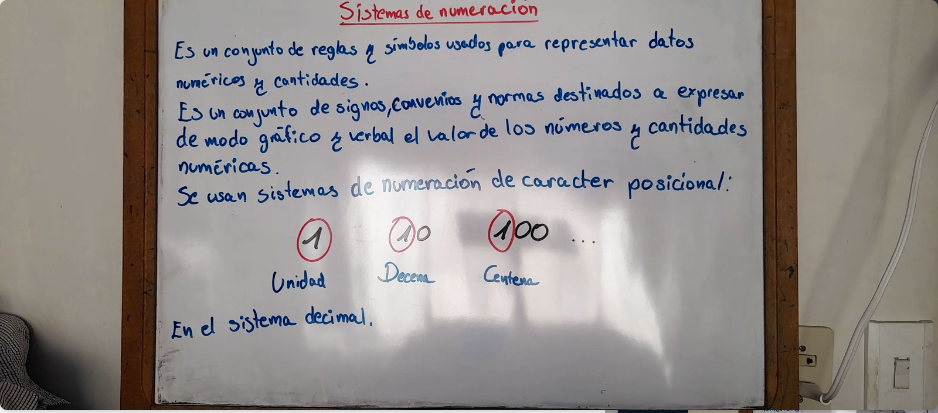 Sistemas de numeración
Es un conjunto de reglas y símbolos usados para representar datos
numéricos y cantidades.
Es un conjunto de signos, convenios y normas destinados a expresar
de modo gráfico y verbal el valor de los números y cantidades
numéricas.
Se usan sistemas de numeración de caracter posicional:
1 10 100 ...
Unidad Decena Centena
En el sistema decimal.